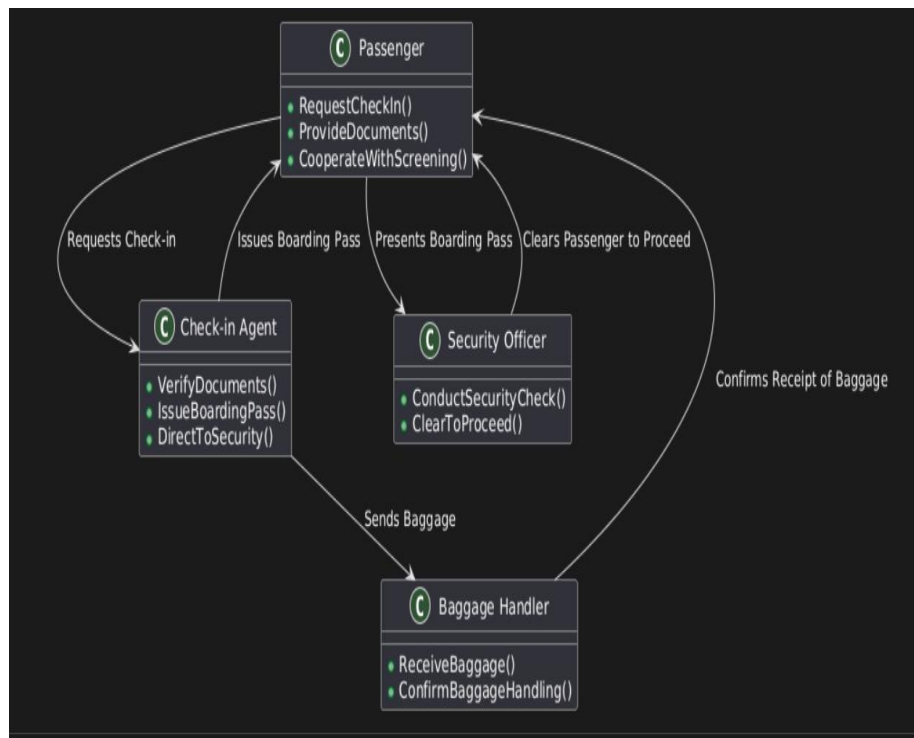 C Passenger
RequestCheckIn()
ProvideDocuments()
CooperateWithScreening()
Requests Check-in
Issues Boarding Pass
Presents Boarding Pass
Clears Passenger to Proceed
C Check-in Agent
VerifyDocuments()
IssueBoardingPass()
DirectToSecurity()
C Security Officer
ConductSecurityCheck()
ClearToProceed()
Confirms Receipt of Baggage
Sends Baggage
C Baggage Handler
ReceiveBaggage()
ConfirmBaggageHandling()